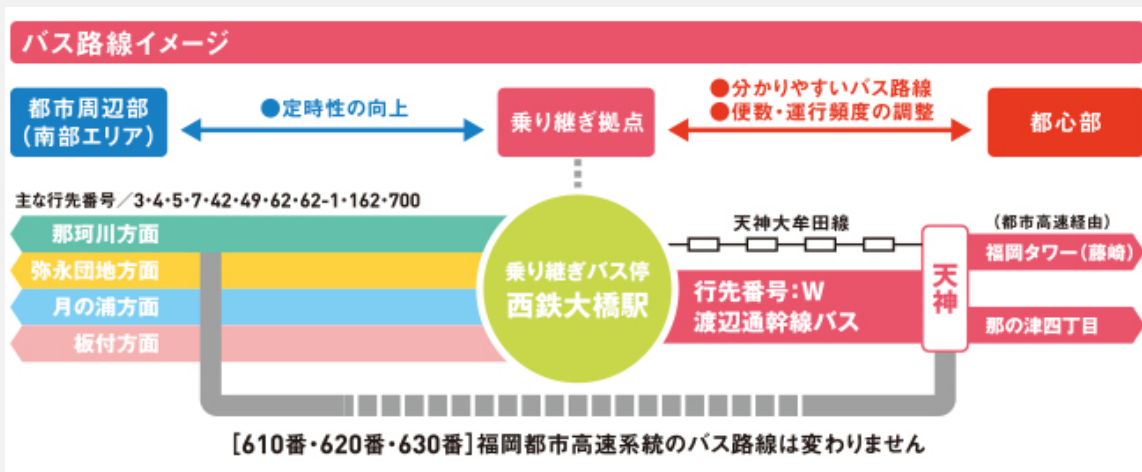 バス路線イメージ
都市周辺部
(南部エリア)
●定時性の向上
乗り継ぎ拠点
●分かりやすいバス路線
●便数・運行頻度の調整
都心部
主な行先番号／3・4・5・7・42・49・62・62-1・162・700
那珂川方面
弥永団地方面
月の浦方面
板付方面
乗り継ぎバス停
西鉄大橋駅
天神大牟田線
行先番号:W
渡辺通幹線バス
天神
(都市高速経由)
福岡タワー(藤崎)
那の津四丁目
[610番・620番・630番]福岡都市高速系統のバス路線は変わりません